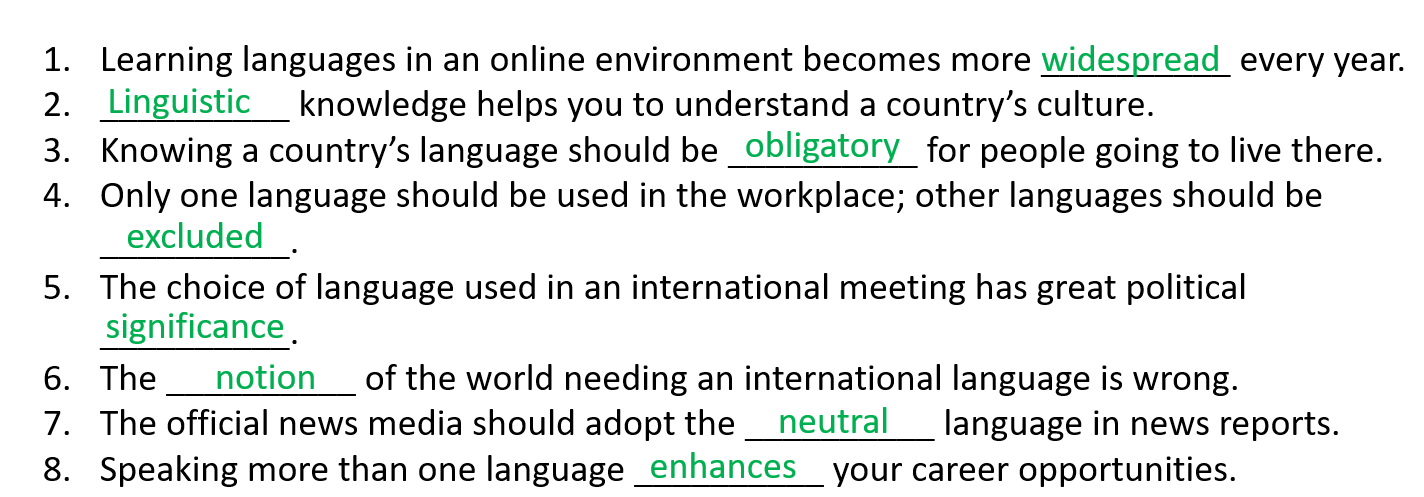 1. Learning languages in an online environment becomes more widespread every year.
2. Linguistic knowledge helps you to understand a country’s culture.
3. Knowing a country’s language should be obligatory for people going to live there.
4. Only one language should be used in the workplace; other languages should be
excluded.
5. The choice of language used in an international meeting has great political
significance.
6. The notion of the world needing an international language is wrong.
7. The official news media should adopt the neutral language in news reports.
8. Speaking more than one language enhances your career opportunities.